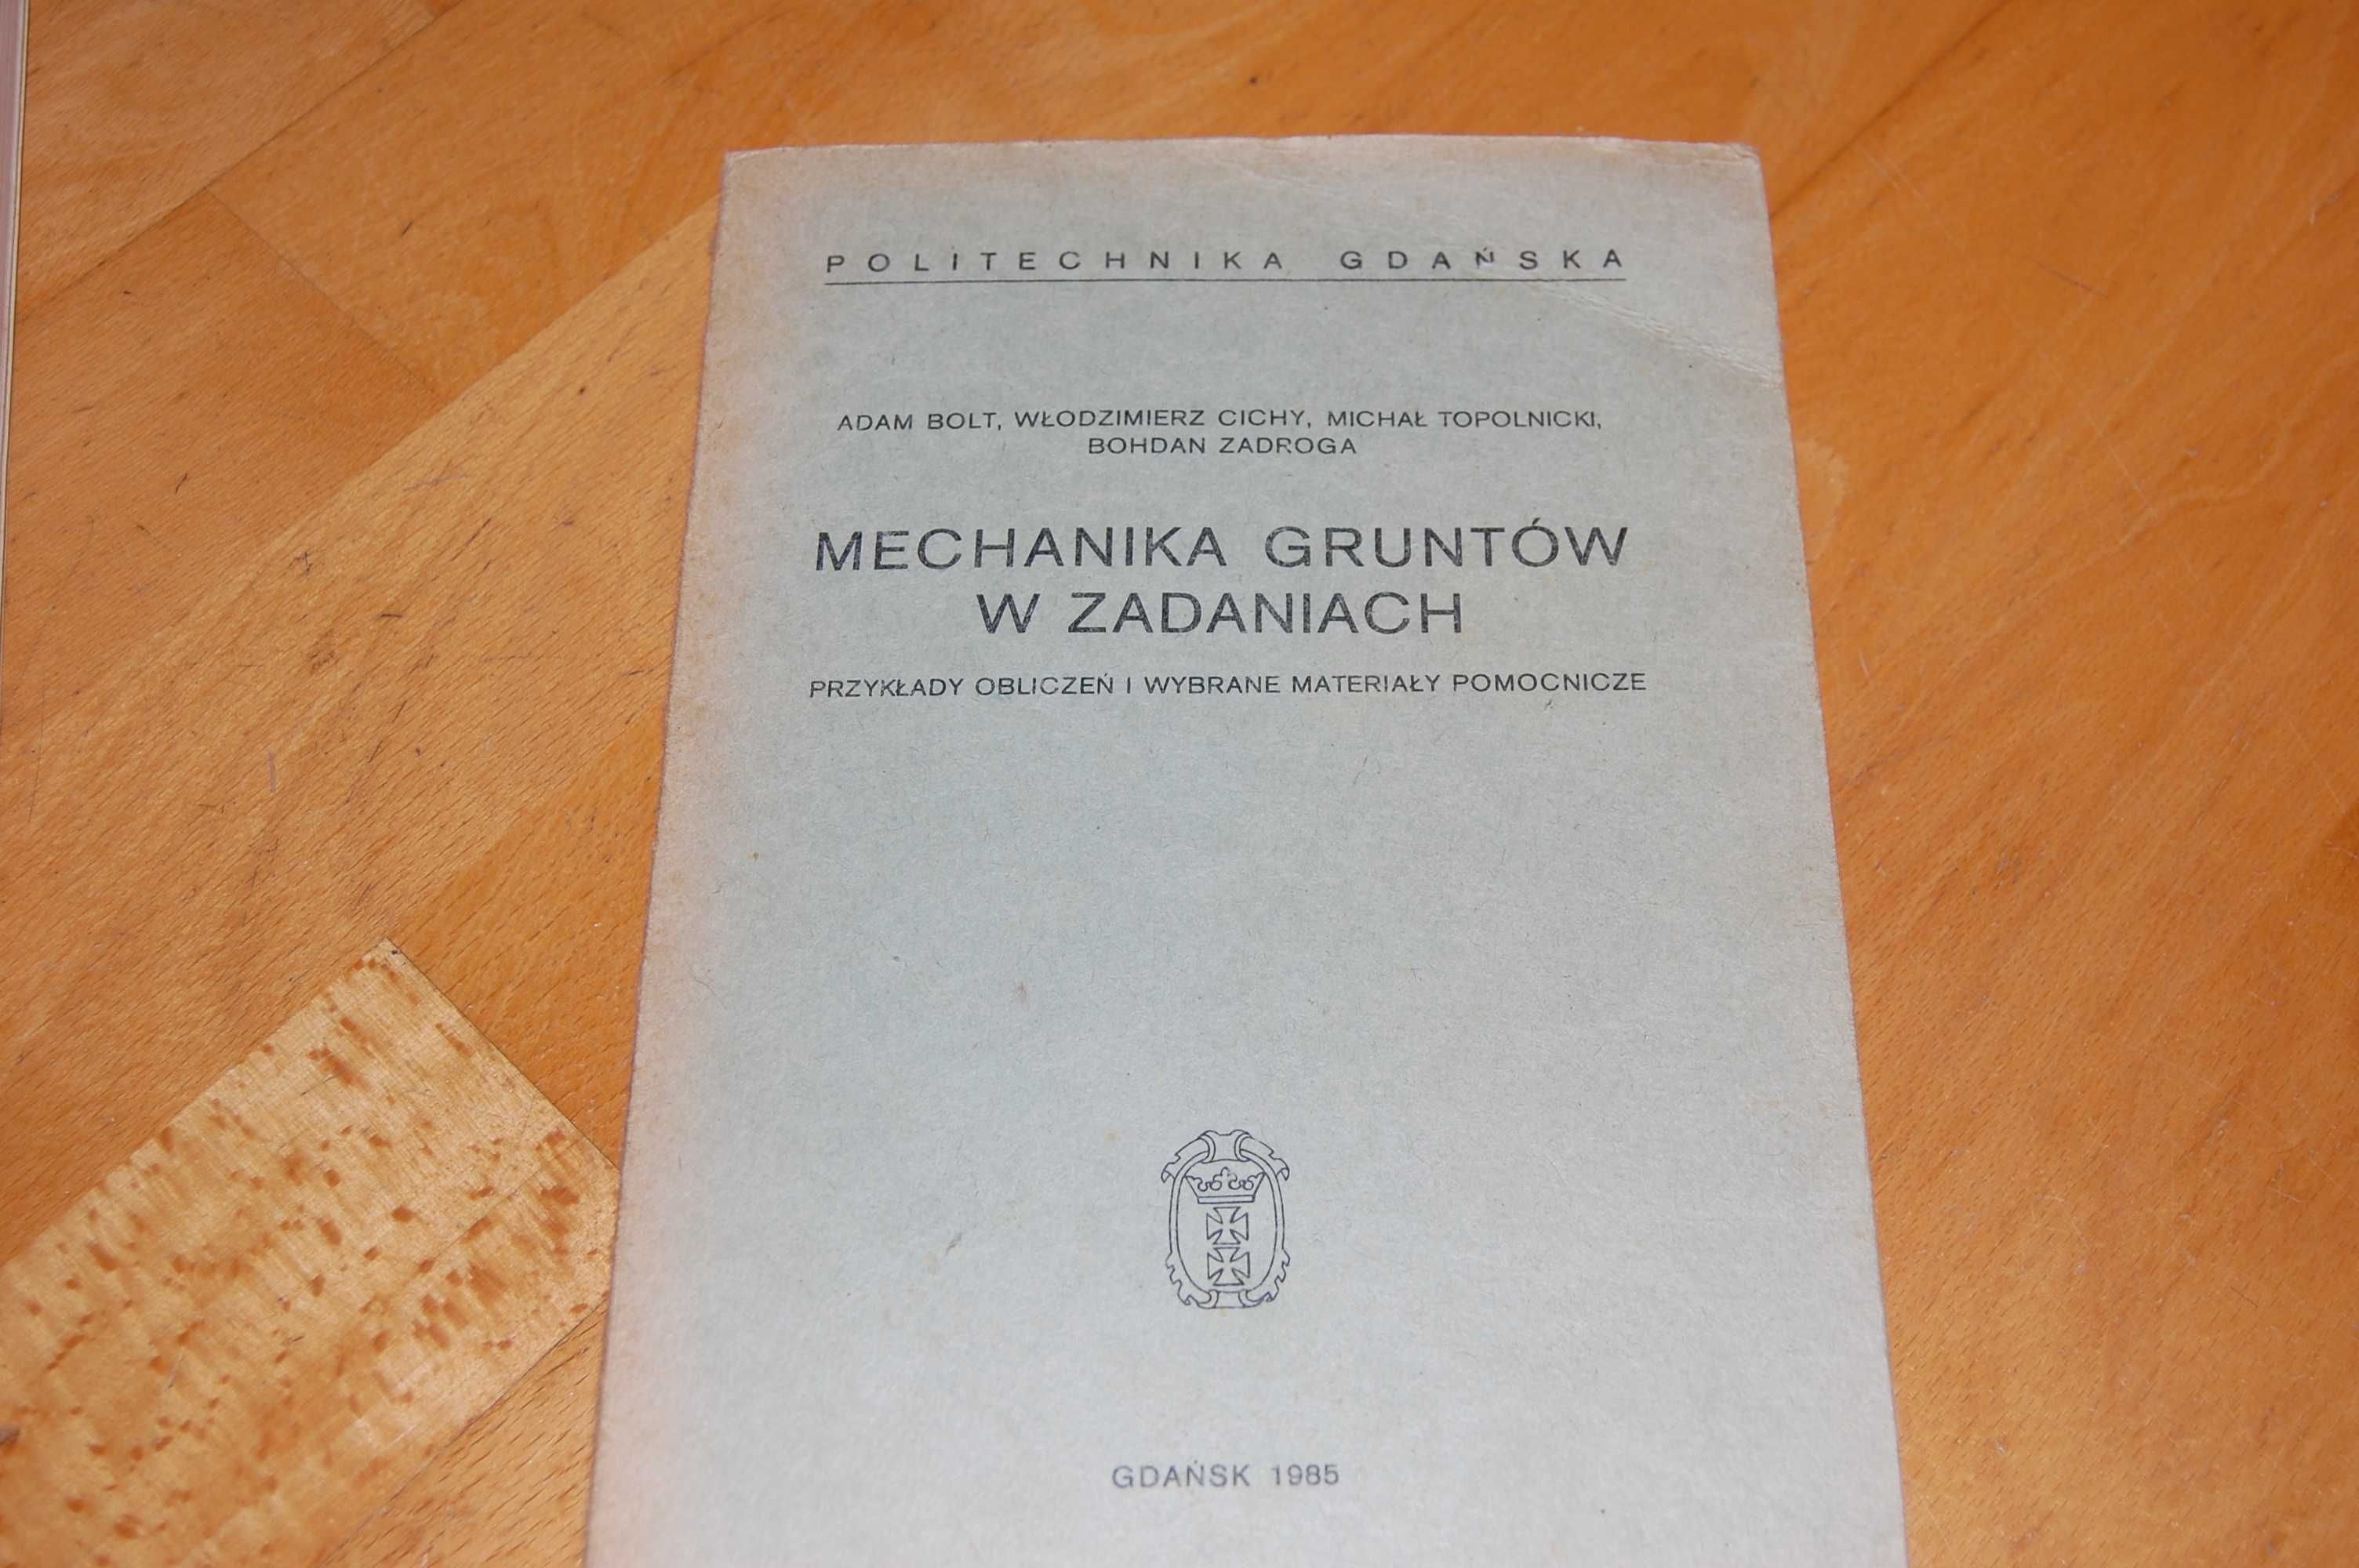 POLITECHNIKA GDAŃSKA
ADAM BOLT, WŁODZIMIERZ CICHY, MICHAŁ TOPOLNICKI,
BOHDAN ZADROGA
MECHANIKA GRUNTÓW
W ZADANIACH
PRZYKŁADY OBLICZEŃ I WYBRANE MATERIAŁY POMOCNICZE
GDAŃSK 1985